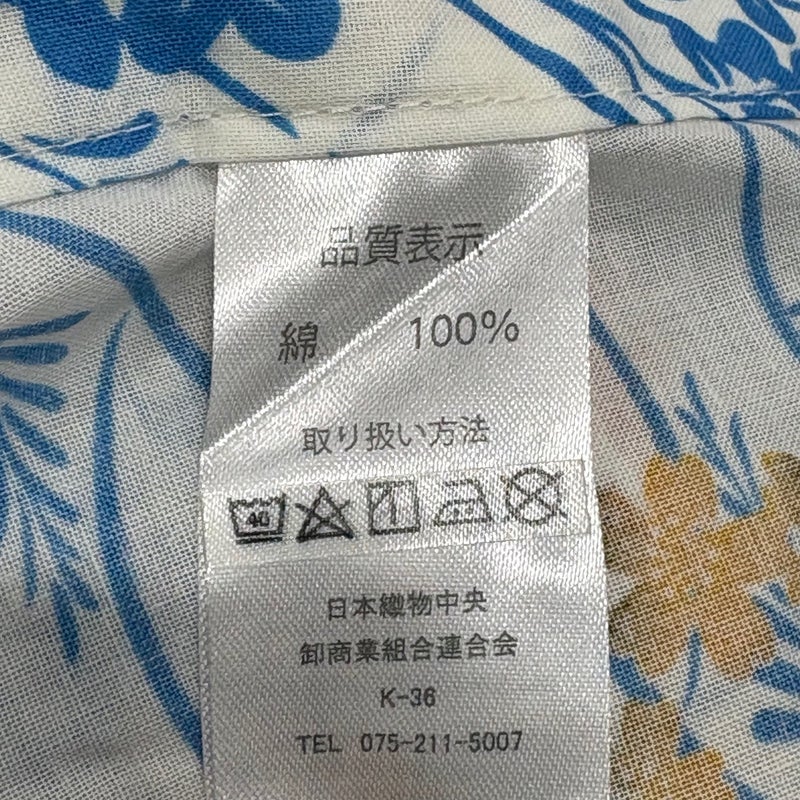 品質表示
綿 100%
取り扱い方法
40
日本織物中央
卸商業組合連合会
K-36
TEL 075-211-5007